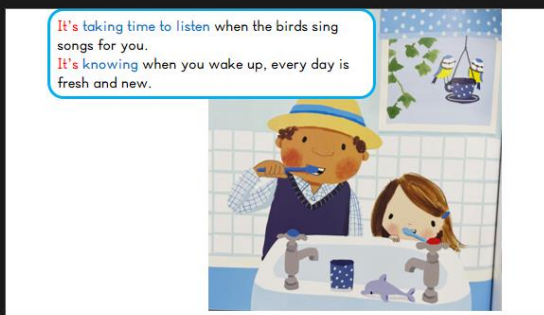 It's taking time to listen when the birds sing
songs for you.
It's knowing when you wake up, every day is
fresh and new.